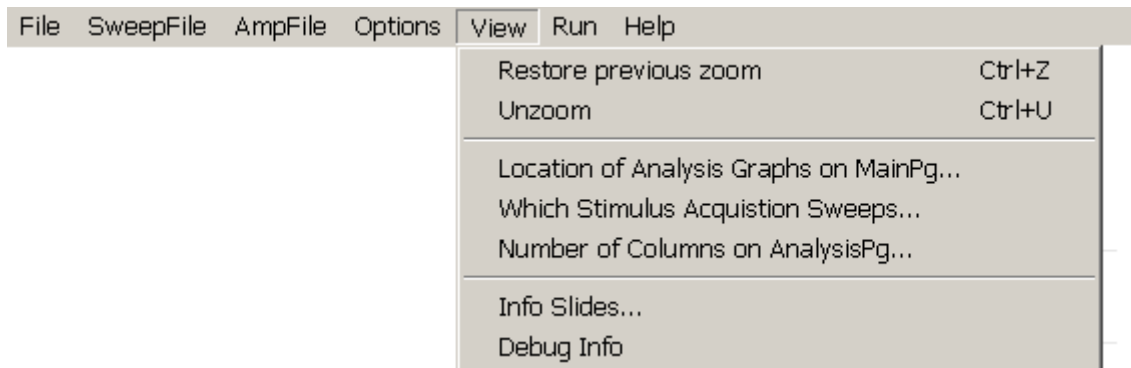 File SweepFile AmpFile Options View Run Help
Restore previous zoom Ctrl+Z
Unzoom Ctrl+U
Location of Analysis Graphs on MainPg...
Which Stimulus Acquistion Sweeps...
Number of Columns on AnalysisPg...
Info Slides...
Debug Info